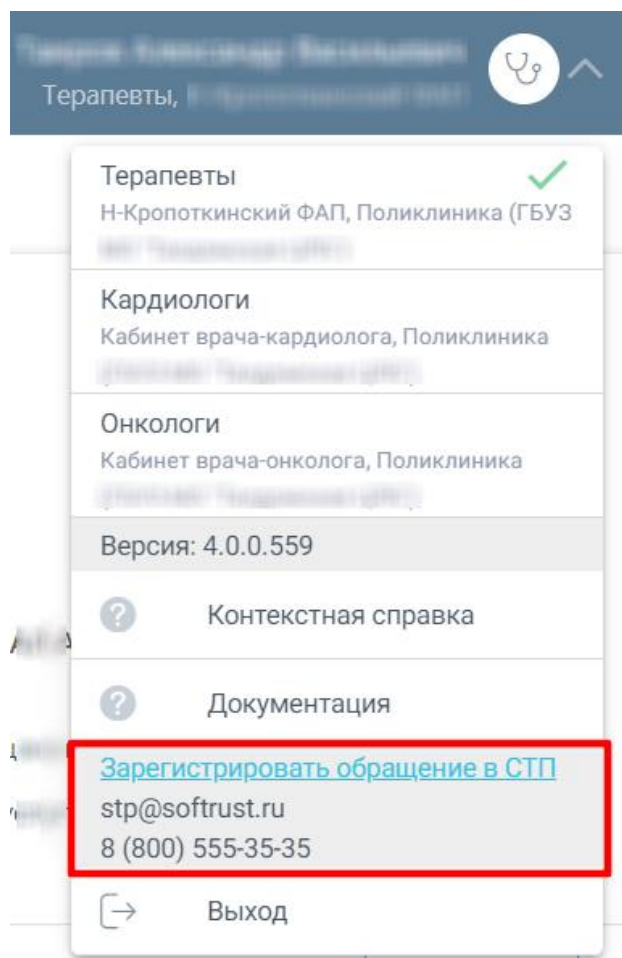 Терапевты,
Терапевты
Н-Кропоткинский ФАП, Поликлиника (ГБУЗ
Кардиологи
Кабинет врача-кардиолога, Поликлиника
Онкологи
Кабинет врача-онколога, Поликлиника
Версия: 4.0.0.559
Контекстная справка
Документация
Зарегистрировать обращение в СТП
stp@softrust.ru
8 (800) 555-35-35
Выход